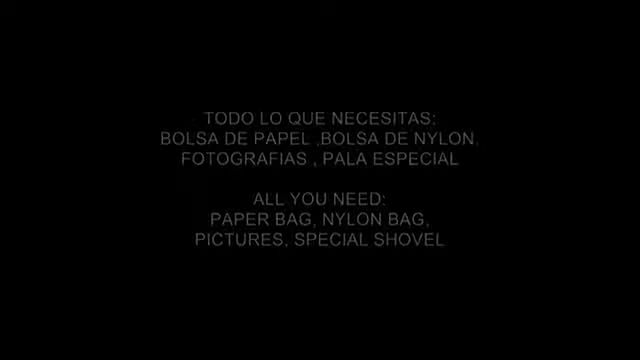 TODO LO QUE NECESITAS:
BOLSA DE PAPEL ,BOLSA DE NYLON,
FOTOGRAFIAS , PALA ESPECIAL
ALL YOU NEED:
PAPER BAG, NYLON BAG,
PICTURES, SPECIAL SHOVEL